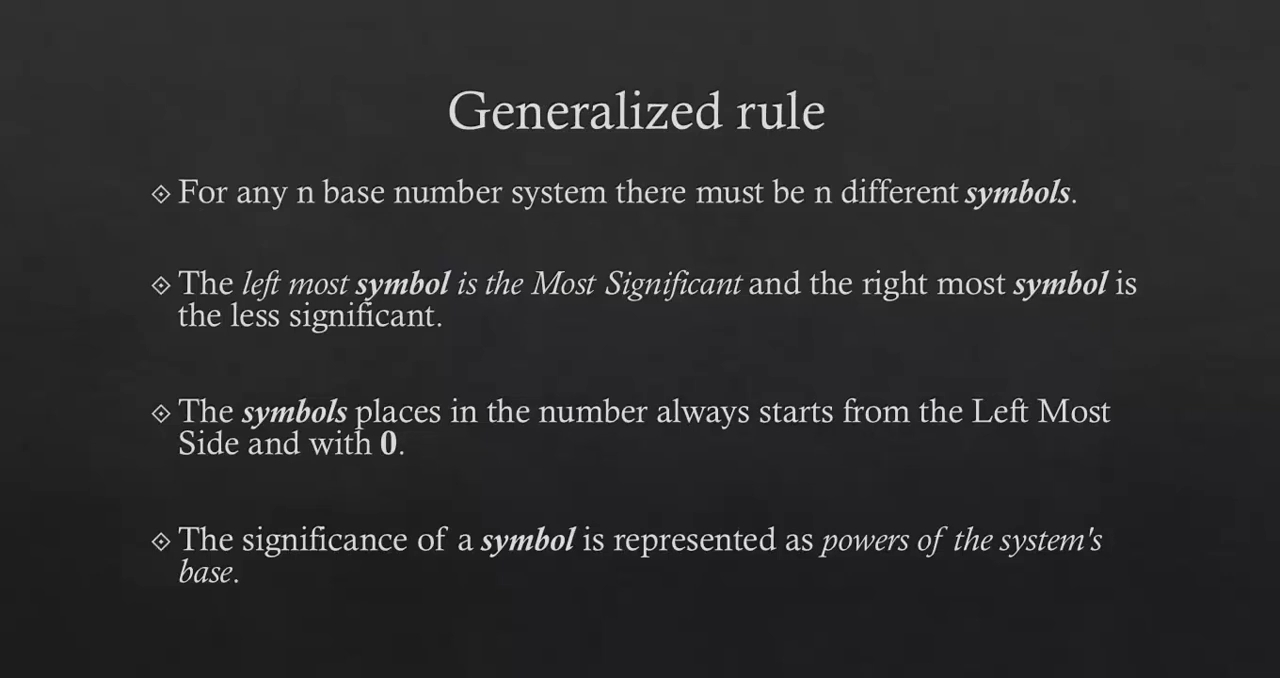 Generalized rule
For any n base number system there must be n different symbols.
The left most symbol is the Most Significant and the right most symbol is
the less significant.
The symbols places in the number always starts from the Left Most
Side and with 0.
The significance of a symbol is represented as powers of the system's
base.